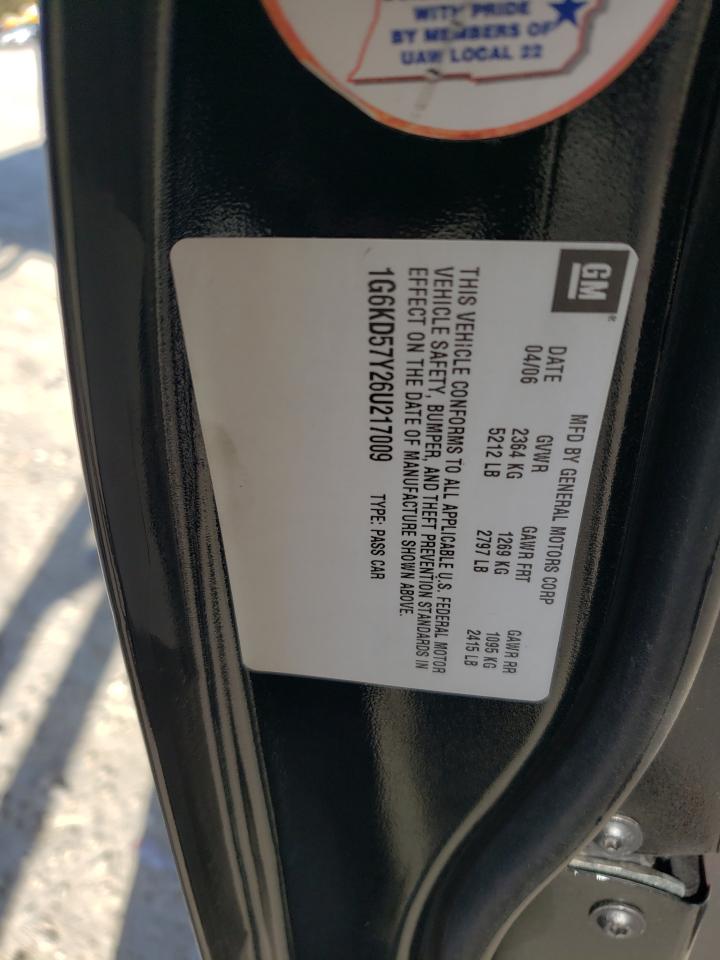 WITH PRIDE
BY MEMBERS OF
UAW LOCAL 22
GM
®
MFD BY GENERAL MOTORS CORP
DATE GVWR GAWR FRT GAWR RR
04/06 2364 KG 1269 KG 1095 KG
5212 LB 2797 LB 2415 LB
THIS VEHICLE CONFORMS TO ALL APPLICABLE U.S. FEDERAL MOTOR
VEHICLE SAFETY, BUMPER, AND THEFT PREVENTION STANDARDS IN
EFFECT ON THE DATE OF MANUFACTURE SHOWN ABOVE.
1G6KD57Y26U217009 TYPE: PASS CAR